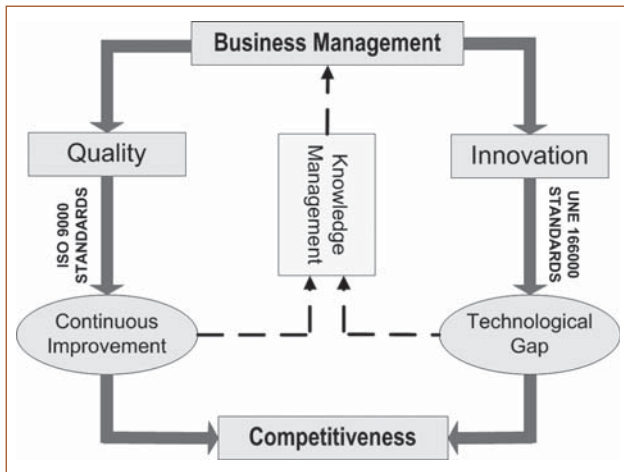 Business Management
Quality
Knowledge
Management
Innovation
ISO 9000
STANDARDS
UNE 166000
STANDARDS
Continuous
Improvement
Technological
Gap
Competitiveness